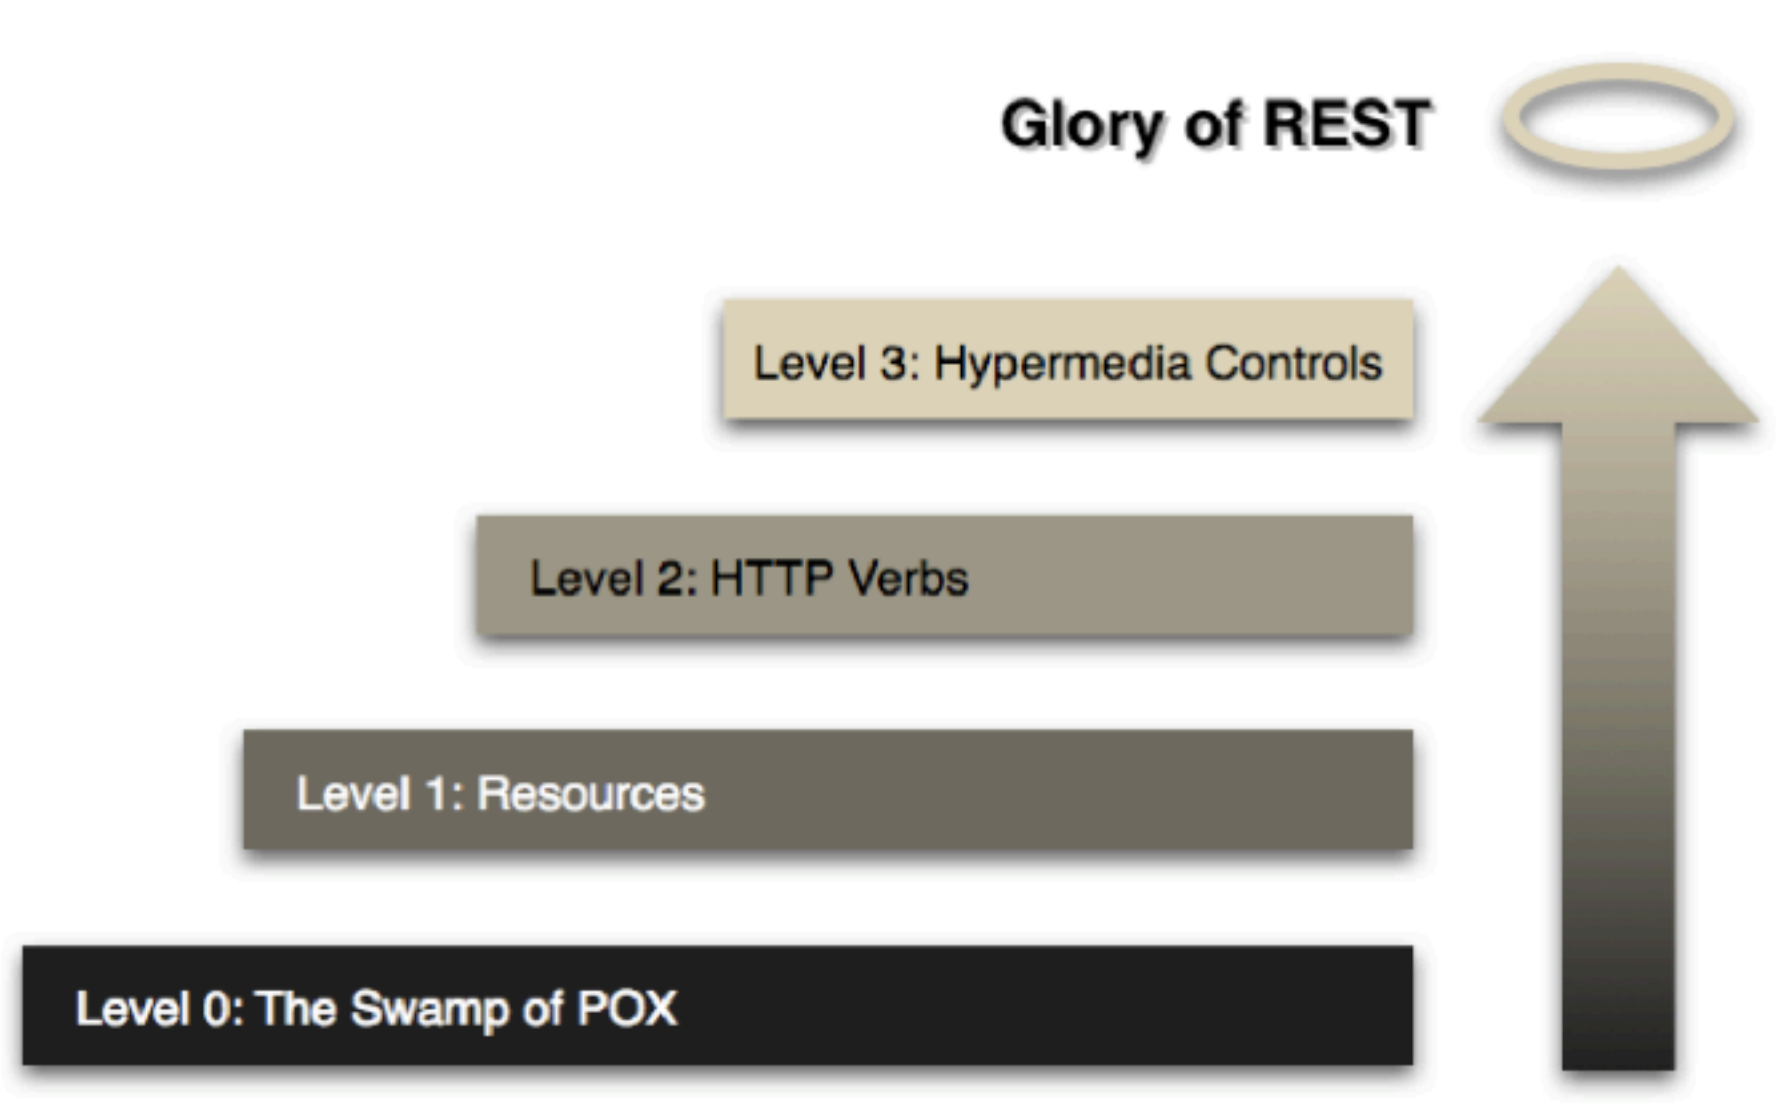 Glory of REST
Level 3: Hypermedia Controls
Level 2: HTTP Verbs
Level 1: Resources
Level 0: The Swamp of POX